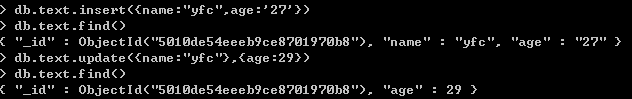 > db.text.insert({name:"yfc",age:'27'})
> db.text.find()
{ "_id" : ObjectId("5010de54eeeb9ce8701970b8"), "name" : "yfc", "age" : "27" }
> db.text.update({name:"yfc"},{age:29})
> db.text.find()
{ "_id" : ObjectId("5010de54eeeb9ce8701970b8"), "age" : 29 }